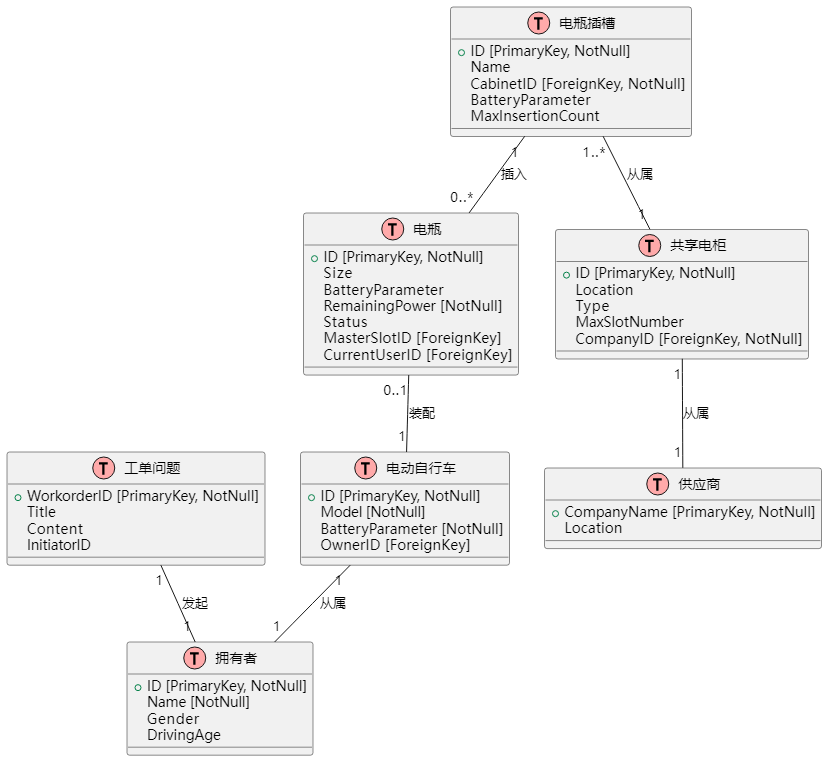 T 电瓶插槽
ID [PrimaryKey, NotNull]
Name
CabinetID [ForeignKey, NotNull]
BatteryParameter
MaxInsertionCount
1
插入
0..*
1..*
从属
1
T 电瓶
ID [PrimaryKey, NotNull]
Size
BatteryParameter
RemainingPower [NotNull]
Status
MasterSlotID [ForeignKey]
CurrentUserID [ForeignKey]
T 共享电柜
ID [PrimaryKey, NotNull]
Location
Type
MaxSlotNumber
CompanyID [ForeignKey, NotNull]
0..1
装配
1
1
从属
1
T 工单问题
WorkorderID [PrimaryKey, NotNull]
Title
Content
InitiatorID
T 电动自行车
ID [PrimaryKey, NotNull]
Model [NotNull]
BatteryParameter [NotNull]
OwnerID [ForeignKey]
T 供应商
CompanyName [PrimaryKey, NotNull]
Location
1
发起
1
1
从属
1
T 拥有者
ID [PrimaryKey, NotNull]
Name [NotNull]
Gender
DrivingAge